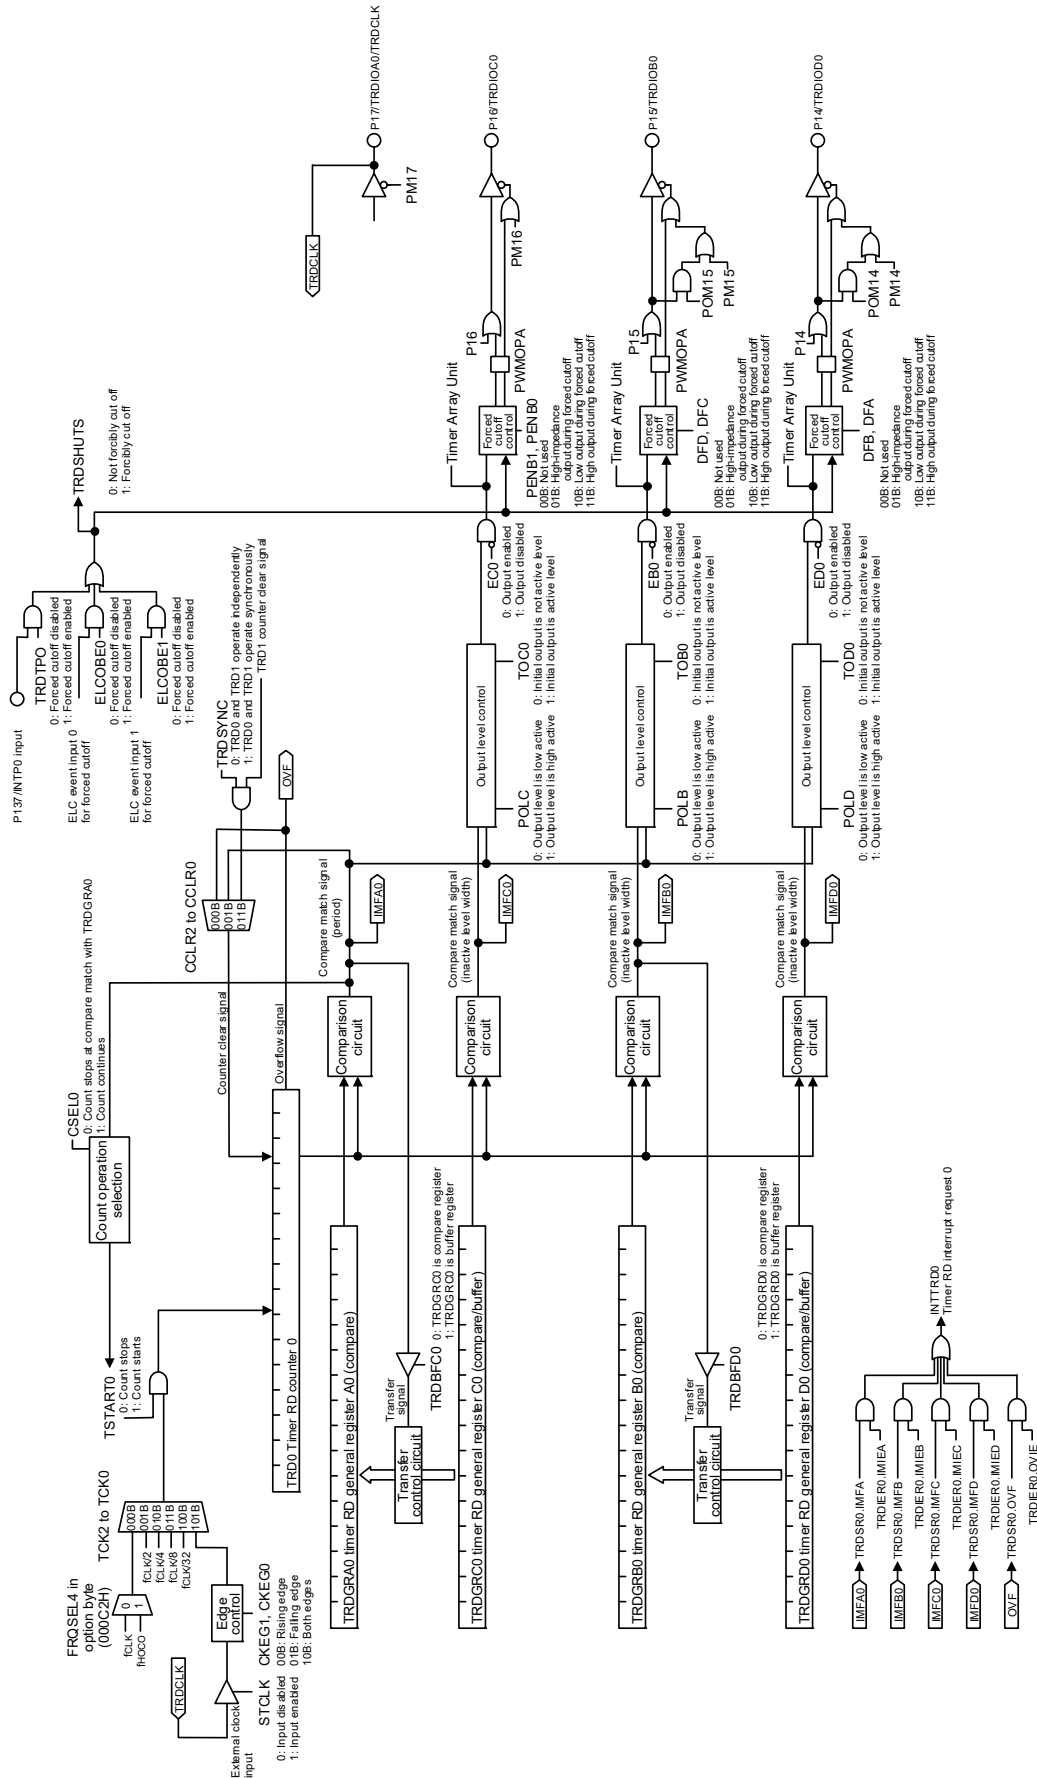 FRQSEL4 in
option byte
(000C2H)
fCLK
fHOCO
0
1
TCK2 to TCK0
000B
001B
010B
011B
100B
101B
fCLK/2
fCLK/4
fCLK/8
fCLK/32
TRDCLK
External clock
input
STCLK
0: Input disabled
1: Input enabled
Edge
control
CKEG1, CKEG0
00B: Rising edge
01B: Falling edge
10B: Both edges
TSTART0
0: Count stops
1: Count starts
Count operation
selection
CSEL0
0: Count stops at compare match with TRDGRA0
1: Count continues
CCLR2 to CCLR0
000B
001B
011B
Counter clear signal
TRDSYNC
0: TRD0 and TRD1 operate independently
1: TRD0 and TRD1 operate synchronously
TRD1 counter clear signal
Overflow signal
OVF
TRD0 Timer RD counter 0
P137/INTP0 input
TRDTPO
0: Forced cutoff disabled
1: Forced cutoff enabled
ELC event input 0
for forced cutoff
ELCOBE0
0: Forced cutoff disabled
1: Forced cutoff enabled
ELC event input 1
for forced cutoff
ELCOBE1
0: Forced cutoff disabled
1: Forced cutoff enabled
TRDSHUTS
0: Not forcibly cut off
1: Forcibly cut off
TRDCLK
PM17
P17/TRDIOA0/TRDCLK
TRDGRA0 timer RD general register A0 (compare)
Comparison
circuit
Compare match signal
(period)
IMFA0
Transfer
control circuit
Transfer
signal
TRDBFC0
0: TRDGRC0 is compare register
1: TRDGRC0 is buffer register
TRDGRC0 timer RD general register C0 (compare/buffer)
Comparison
circuit
Compare match signal
(inactive level width)
IMFC0
Output level control
POLC
0: Output level is low active
1: Output level is high active
TOC0
0: Initial output is not active level
1: Initial output is active level
EC0
0: Output enabled
1: Output disabled
Timer Array Unit
Forced
cutoff
control
PENB1, PENB0
00B: Not used
01B: High-impedance
output during forced cutoff
10B: Low output during forced cutoff
11B: High output during forced cutoff
PWMOPA
P16
PM16
P16/TRDIOC0
TRDGRB0 timer RD general register B0 (compare)
Comparison
circuit
Compare match signal
(inactive level width)
IMFB0
Output level control
POLB
0: Output level is low active
1: Output level is high active
TOB0
0: Initial output is not active level
1: Initial output is active level
EB0
0: Output enabled
1: Output disabled
Timer Array Unit
Forced
cutoff
control
DFD, DFC
00B: Not used
01B: High-impedance
output during forced cutoff
10B: Low output during forced cutoff
11B: High output during forced cutoff
PWMOPA
P15
POM15
PM15
P15/TRDIOB0
Transfer
control circuit
Transfer
signal
TRDBFD0
0: TRDGRD0 is compare register
1: TRDGRD0 is buffer register
TRDGRD0 timer RD general register D0 (compare/buffer)
Comparison
circuit
Compare match signal
(inactive level width)
IMFD0
Output level control
POLD
0: Output level is low active
1: Output level is high active
TOD0
0: Initial output is not active level
1: Initial output is active level
ED0
0: Output enabled
1: Output disabled
Timer Array Unit
Forced
cutoff
control
DFB, DFA
00B: Not used
01B: High-impedance
output during forced cutoff
10B: Low output during forced cutoff
11B: High output during forced cutoff
PWMOPA
P14
POM14
PM14
P14/TRDIOD0
IMFA0
TRDSR0.IMFA
TRDIER0.IMIEA
IMFB0
TRDSR0.IMFB
TRDIER0.IMIEB
IMFC0
TRDSR0.IMFC
TRDIER0.IMIEC
IMFD0
TRDSR0.IMFD
TRDIER0.IMIED
OVF
TRDSR0.OVF
TRDIER0.OVIE
INTTRD0
Timer RD interrupt request 0